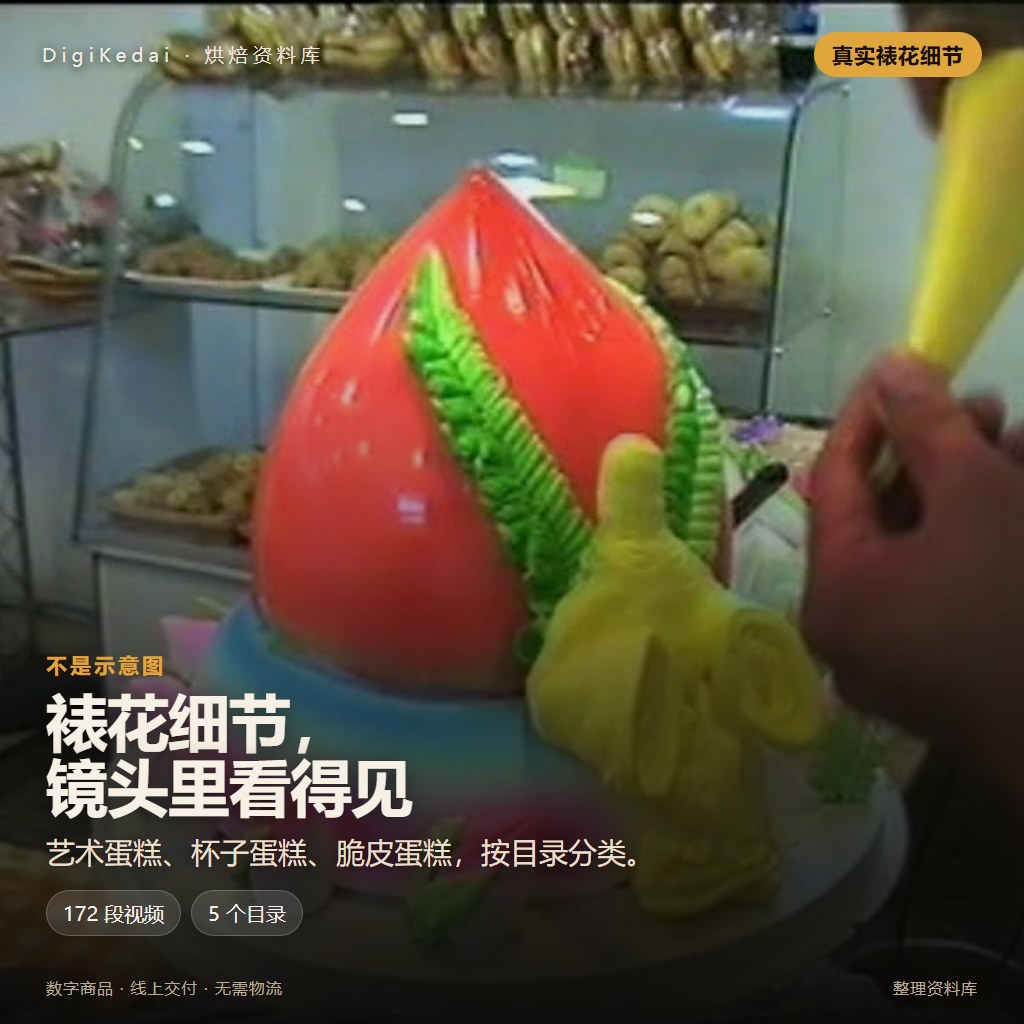 DigiKedai · 烘焙资料库
真实裱花细节
不是示意图
裱花细节，
镜头里看得见
艺术蛋糕、杯子蛋糕、脆皮蛋糕，按目录分类。
172 段视频
5 个目录
数字商品 · 线上交付 · 无需物流
整理资料库